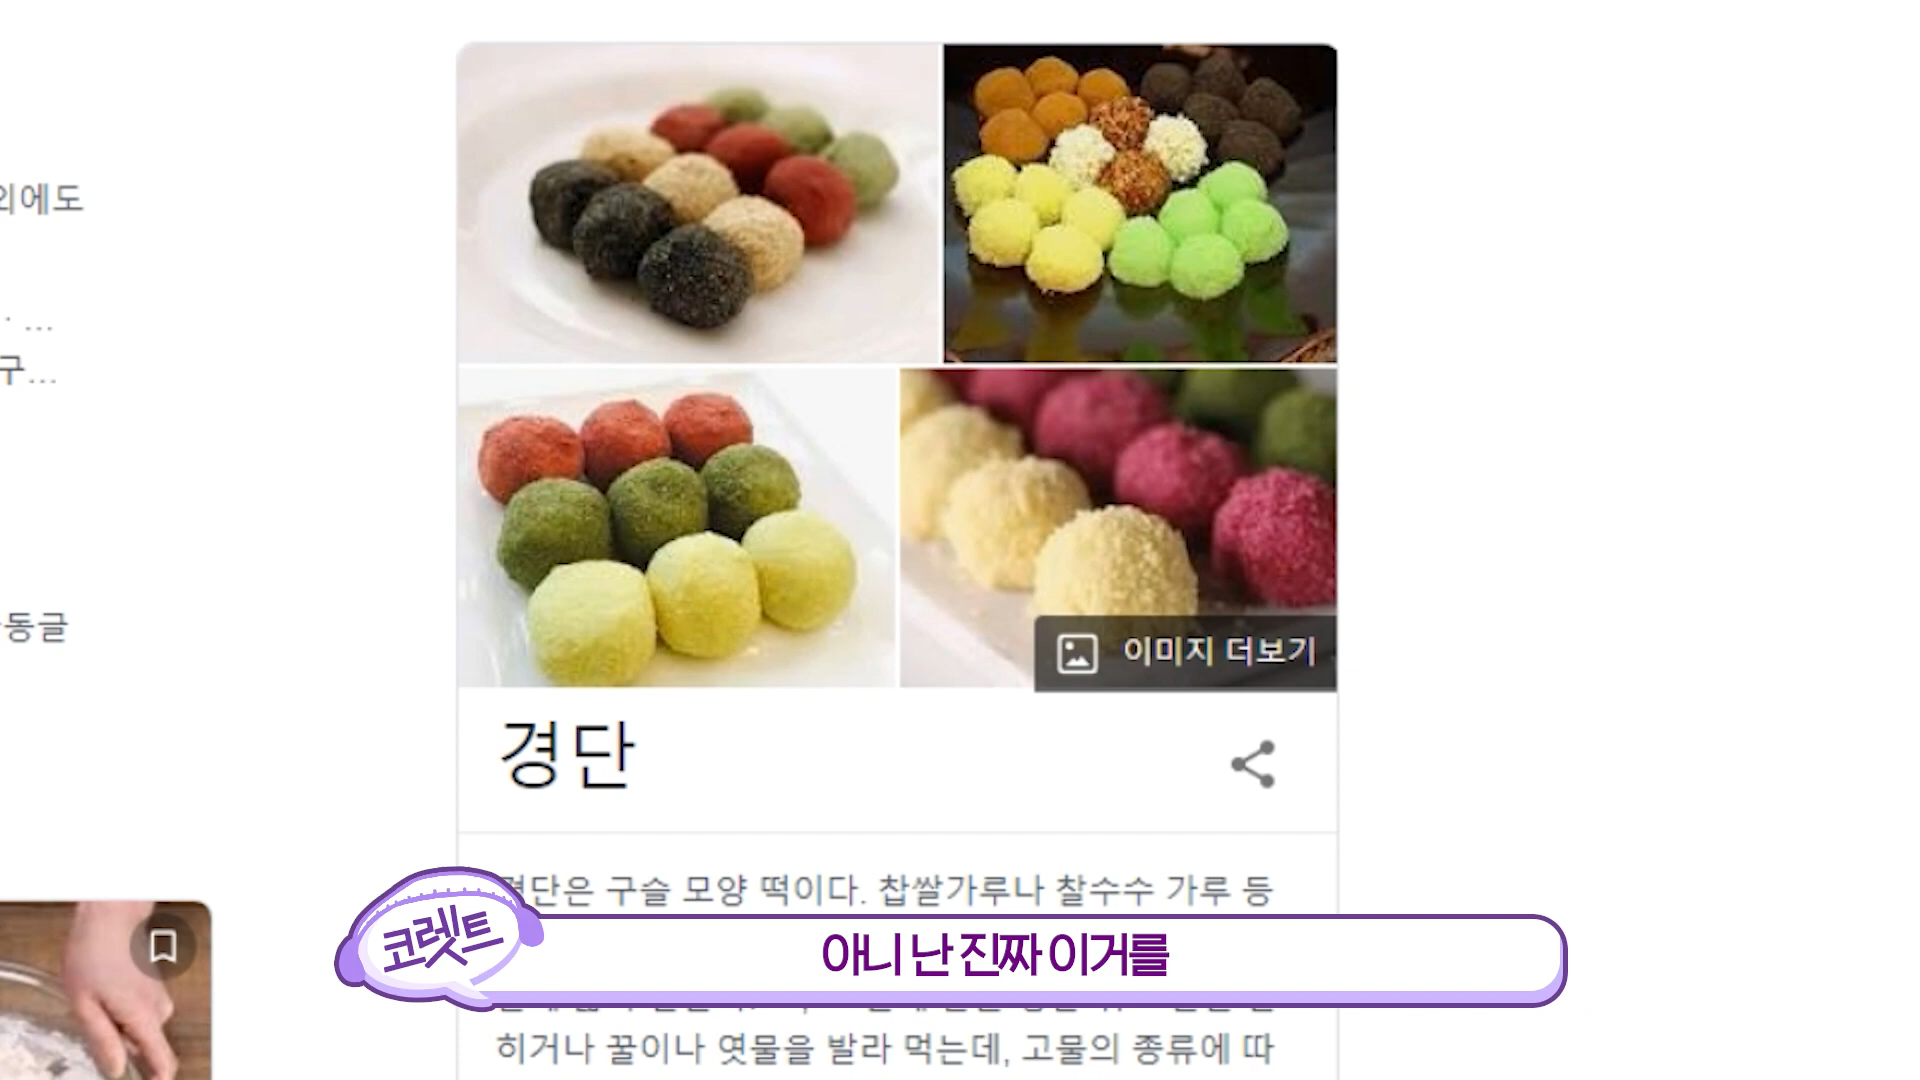 외에도
· ...
구...
동글
이미지 더보기
경단
경단은 구슬 모양 떡이다. 찹쌀가루나 찰수수 가루 등
코렛트
아니 난 진짜 이거를
히거나 꿀이나 엿물을 발라 먹는데, 고물의 종류에 따